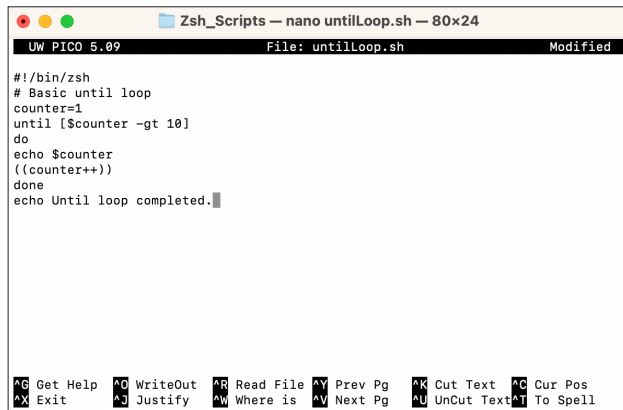 Zsh_Scripts — nano untilLoop.sh — 80×24
UW PICO 5.09 File: untilLoop.sh Modified
#!/bin/zsh
# Basic until loop
counter=1
until [$counter -gt 10]
do
echo $counter
((counter++))
done
echo Until loop completed.
^G Get Help ^O WriteOut ^R Read File ^Y Prev Pg ^K Cut Text ^C Cur Pos
^X Exit ^J Justify ^W Where is ^V Next Pg ^U UnCut Text ^T To Spell